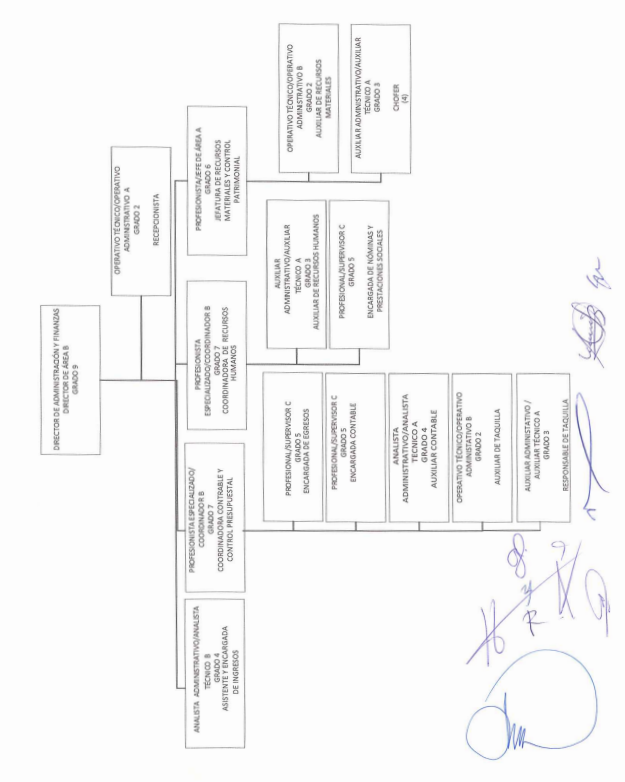 DIRECTOR DE ADMINISTRACIÓN Y FINANZAS
DIRECTOR DE ÁREA B
GRADO 9
OPERATIVO TÉCNICO/OPERATIVO
ADMINISTRATIVO A
GRADO 2
RECEPCIONISTA
ANALISTA ADMINISTRATIVO/ANALISTA
TÉCNICO B
GRADO 4
ASISTENTE Y ENCARGADA
DE INGRESOS
PROFESIONISTA ESPECIALIZADO/
COORDINADOR B
GRADO 7
COORDINADORA CONTRABLE Y
CONTROL PRESUPUESTAL
PROFESIONISTA
ESPECIALIZADO/COORDINADOR B
GRADO 7
COORDINADORA DE RECURSOS
HUMANOS
PROFESIONISTA/JEFE DE ÁREA A
GRADO 6
JEFATURA DE RECURSOS
MATERIALES Y CONTROL
PATRIMONIAL
PROFESIONAL/SUPERVISOR C
GRADO 5
ENCARGADA DE EGRESOS
PROFESIONAL/SUPERVISOR C
GRADO 5
ENCARGADA CONTABLE
ANALISTA
ADMINISTRATIVO/ANALISTA
TECNICO A
GRADO 4
AUXILIAR CONTABLE
OPERATIVO TÉCNICO/OPERATIVO
ADMINISTATIVO B
GRADO 2
AUXILIAR DE TAQUILLA
AUXILIAR ADMINISTATIVO /
AUXILIAR TÉCNICO A
GRADO 3
RESPONSABLE DE TAQUILLA
AUXILIAR
ADMINISTRATIVO/AUXILIAR
TÉCNICO A
GRADO 3
AUXILIAR DE RECURSOS HUMANOS
PROFESIONAL/SUPERVISOR C
GRADO 5
ENCARGADA DE NÓMINAS Y
PRESTACIONES SOCIALES
OPERATIVO TÉCNICO/OPERATIVO
ADMINISTRATIVO B
GRADO 2
AUXILIAR DE RECURSOS
MATERIALES
AUXILIAR ADMINISTRATIVO/AUXILIAR
TÉCNICO A
GRADO 3
CHOFER
(4)